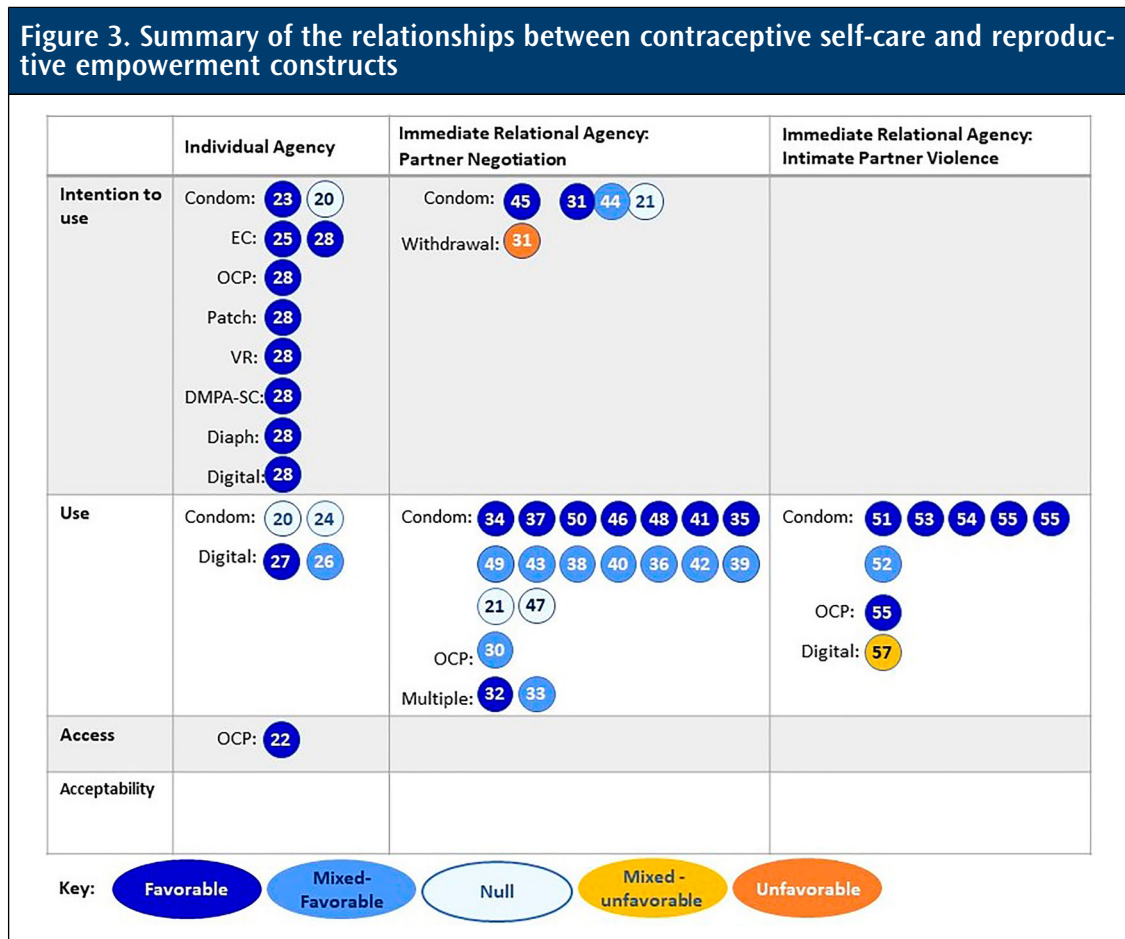 Figure 3. Summary of the relationships between contraceptive self-care and reproduc-
tive empowerment constructs
Individual Agency
Immediate Relational Agency:
Partner Negotiation
Immediate Relational Agency:
Intimate Partner Violence
Intention to
use
Condom: 23 20
EC: 25 28
OCP: 28
Patch: 28
VR: 28
DMPA-SC: 28
Diaph: 28
Digital: 28
Condom: 45 31 44 21
Withdrawal: 31
Use
Condom: 20 24
Digital: 27 26
Condom: 34 37 50 46 48 41 35
49 43 38 40 36 42 39
21 47
OCP: 30
Multiple: 32 33
Condom: 51 53 54 55 55
52
OCP: 55
Digital: 57
Access
OCP: 22
Acceptability
Key: Favorable
Mixed-
Favorable
Null
Mixed -
unfavorable
Unfavorable